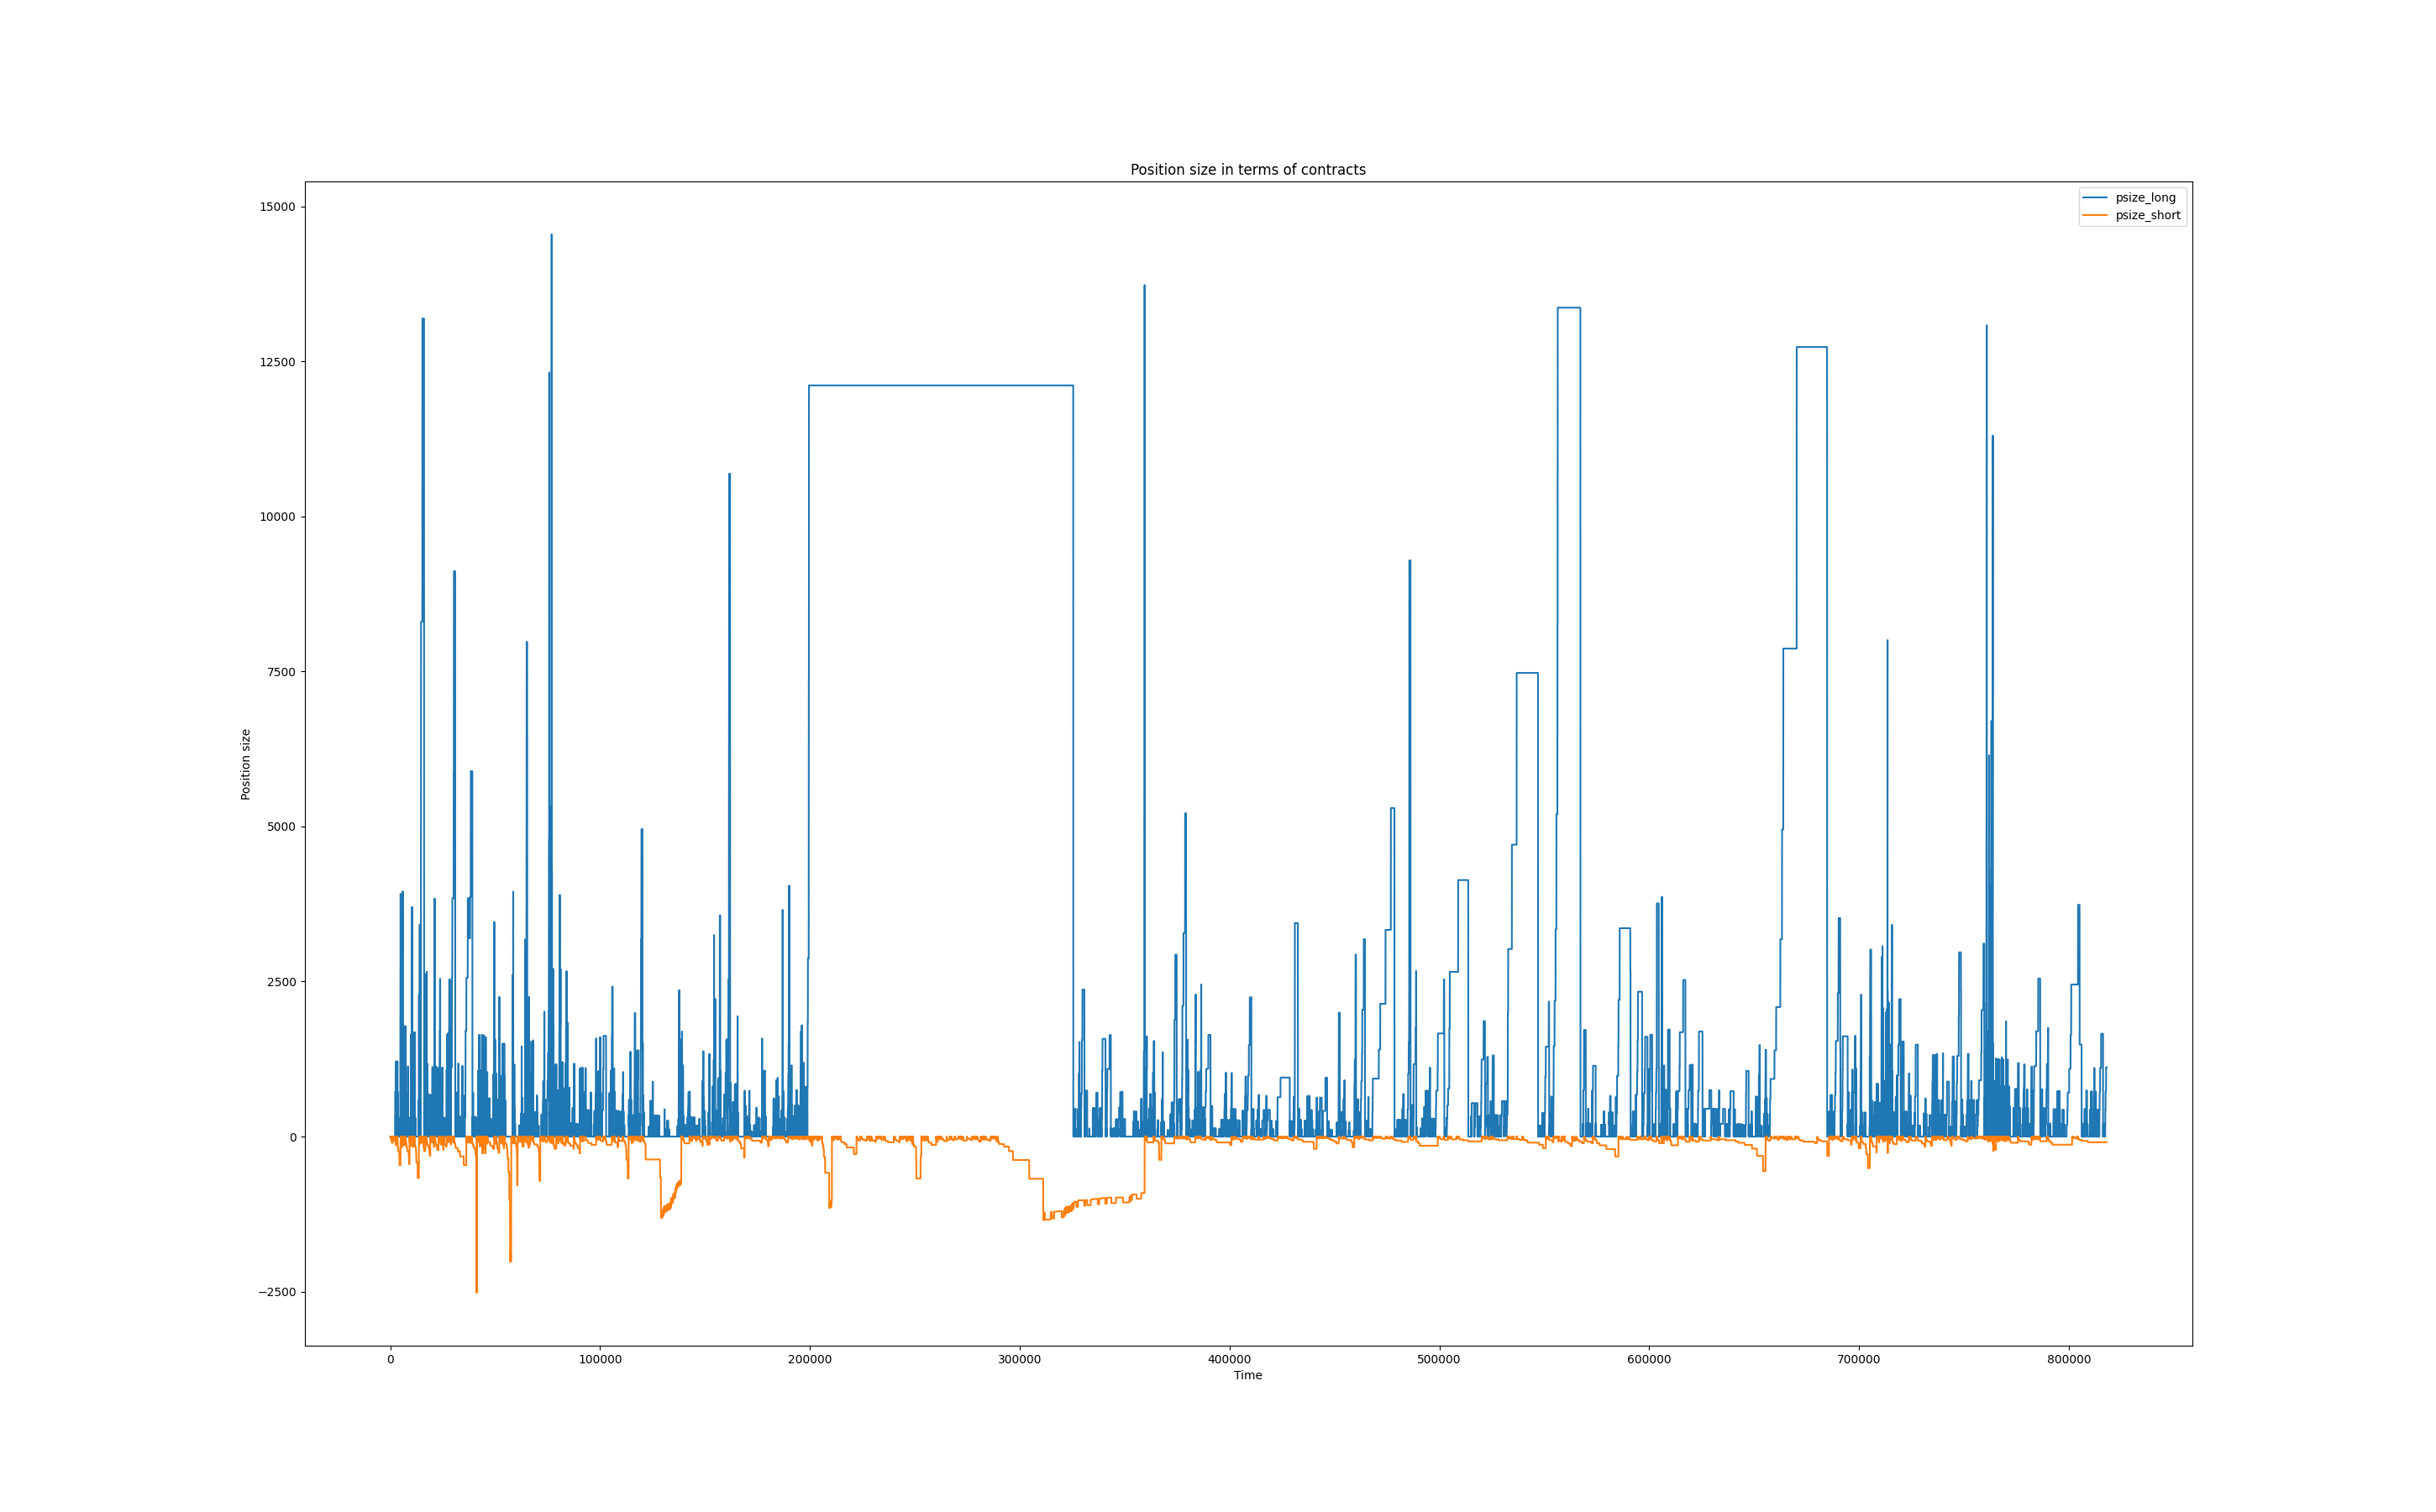 Position size in terms of contracts
psize_long
psize_short
15000
12500
10000
7500
5000
2500
0
−2500
Position size
0 100000 200000 300000 400000 500000 600000 700000 800000
Time